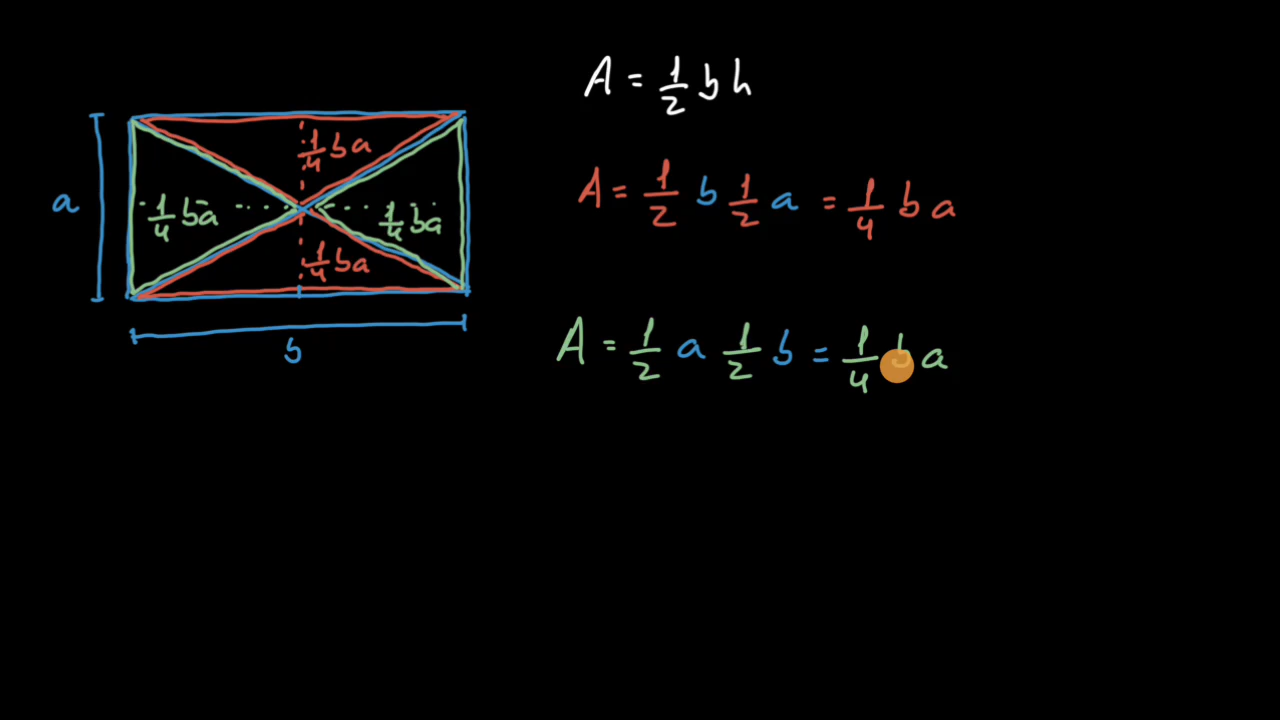 A = 1/2 b h
1/4 ba
A = 1/2 b 1/2 a = 1/4 b a
a
1/4 ba
1/4 ba
1/4 ba
A = 1/2 a 1/2 b = 1/4 b a
b